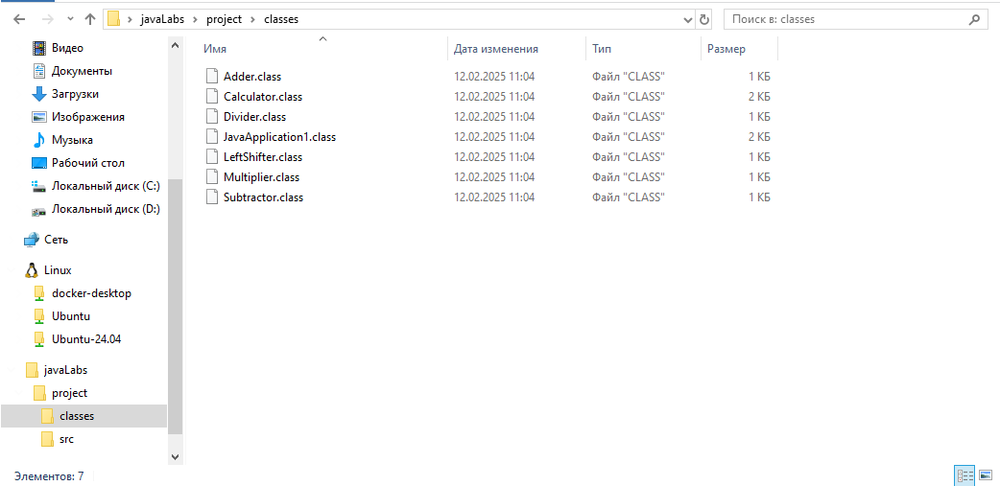 javaLabs project classes
Поиск в: classes
Видео
Документы
Загрузки
Изображения
Музыка
Рабочий стол
Локальный диск (C:)
Локальный диск (D:)
Сеть
Linux
docker-desktop
Ubuntu
Ubuntu-24.04
javaLabs
project
classes
src
Имя Дата изменения Тип Размер
Adder.class 12.02.2025 11:04 Файл "CLASS" 1 КБ
Calculator.class 12.02.2025 11:04 Файл "CLASS" 2 КБ
Divider.class 12.02.2025 11:04 Файл "CLASS" 1 КБ
JavaApplication1.class 12.02.2025 11:04 Файл "CLASS" 2 КБ
LeftShifter.class 12.02.2025 11:04 Файл "CLASS" 1 КБ
Multiplier.class 12.02.2025 11:04 Файл "CLASS" 1 КБ
Subtractor.class 12.02.2025 11:04 Файл "CLASS" 1 КБ
Элементов: 7